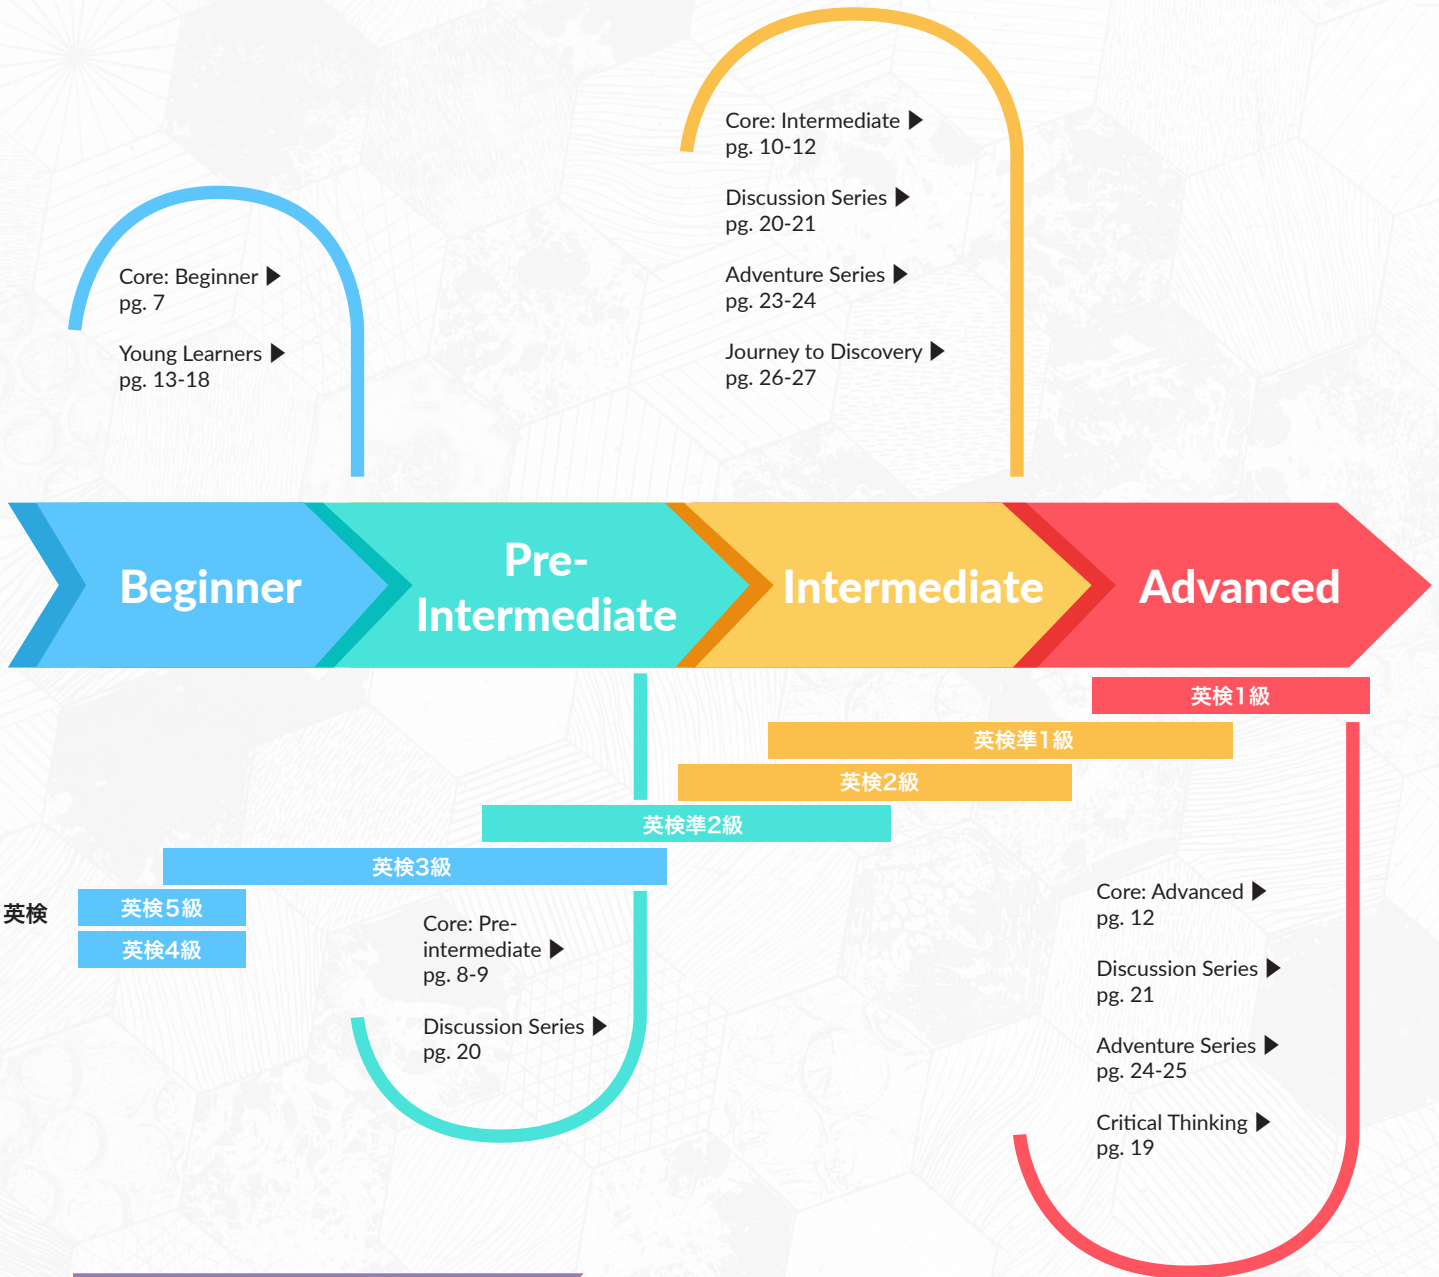 Core: Intermediate ▶
pg. 10-12
Discussion Series ▶
pg. 20-21
Adventure Series ▶
pg. 23-24
Journey to Discovery ▶
pg. 26-27
Core: Beginner ▶
pg. 7
Young Learners ▶
pg. 13-18
Beginner
Pre-
Intermediate
Intermediate
Advanced
英検1級
英検準1級
英検2級
英検準2級
英検3級
英検
英検5級
英検4級
Core: Pre-
intermediate ▶
pg. 8-9
Discussion Series ▶
pg. 20
Core: Advanced ▶
pg. 12
Discussion Series ▶
pg. 21
Adventure Series ▶
pg. 24-25
Critical Thinking ▶
pg. 19